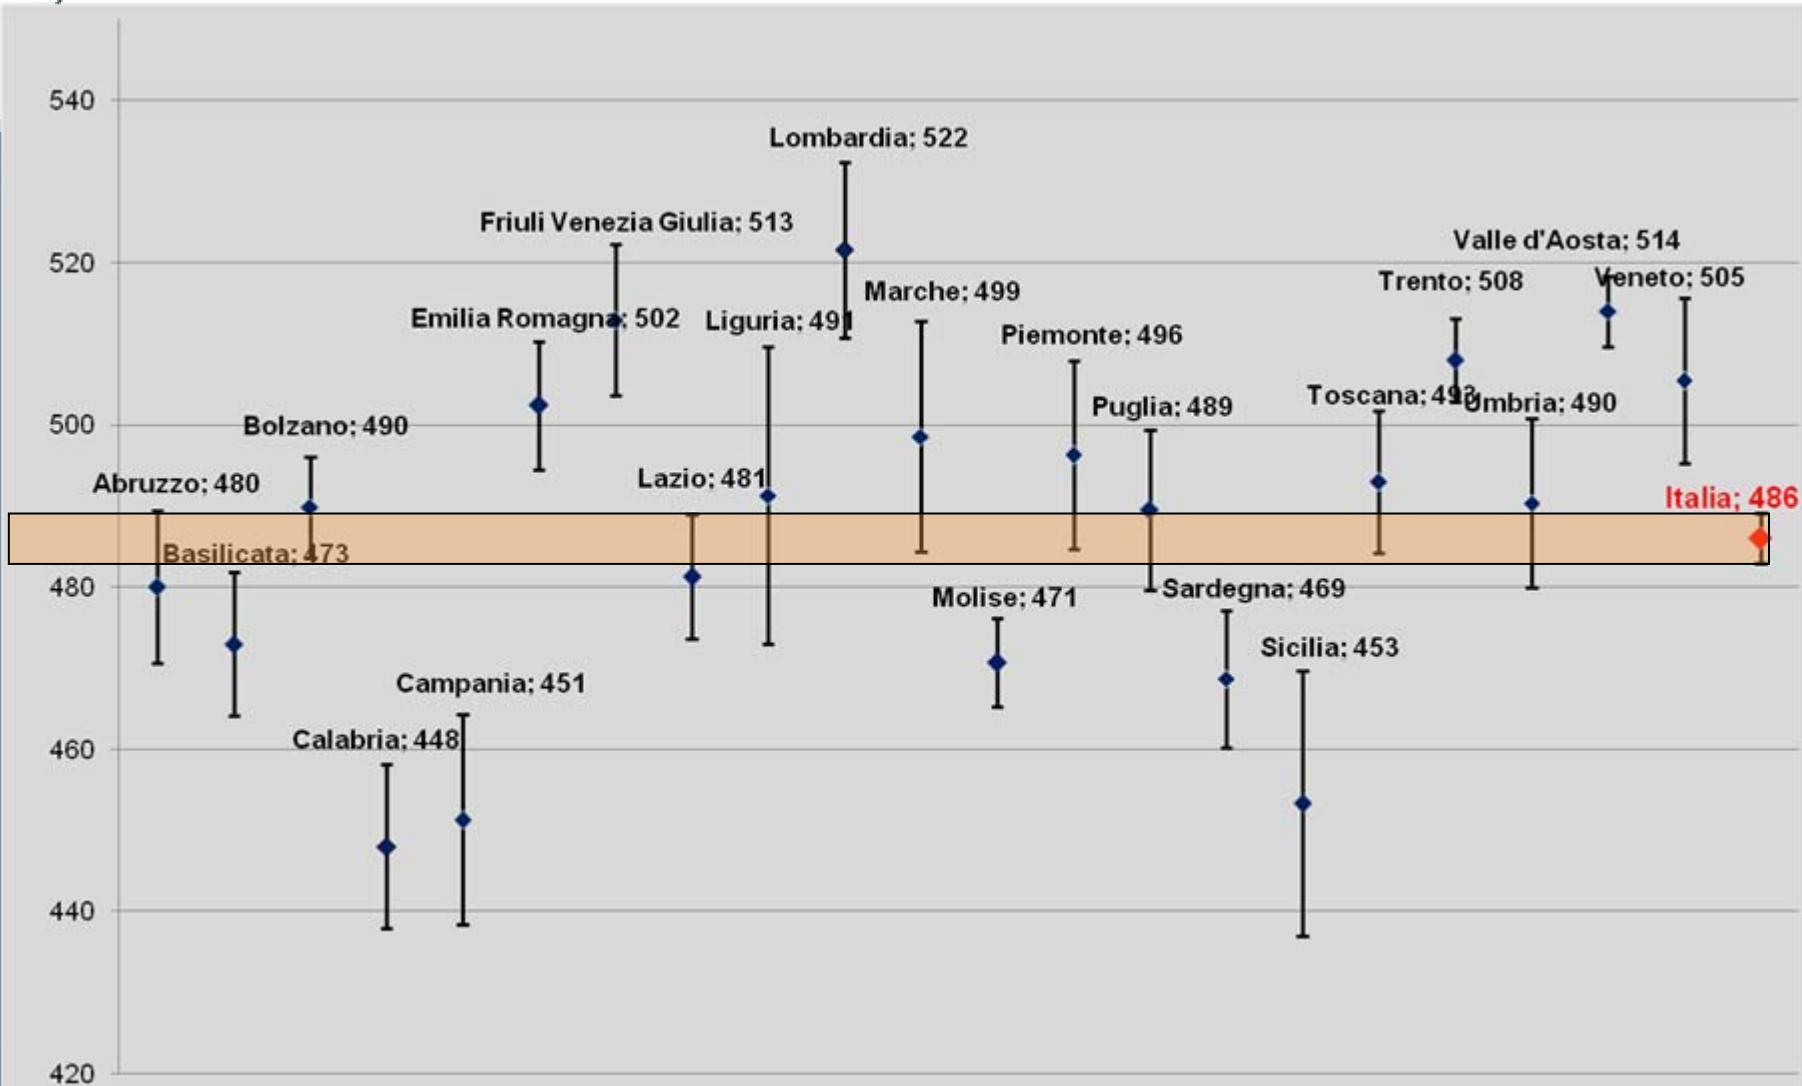 540
Lombardia; 522
Friuli Venezia Giulia; 513
Valle d'Aosta; 514
520
Trento; 508
Veneto; 505
Marche; 499
Emilia Romagna; 502
Liguria; 491
Piemonte; 496
Toscana; 493
Umbria; 490
Puglia; 489
500
Bolzano; 490
Lazio; 481
Abruzzo; 480
Italia; 486
Basilicata; 473
480
Sardegna; 469
Molise; 471
Sicilia; 453
Campania; 451
Calabria; 448
460
440
420